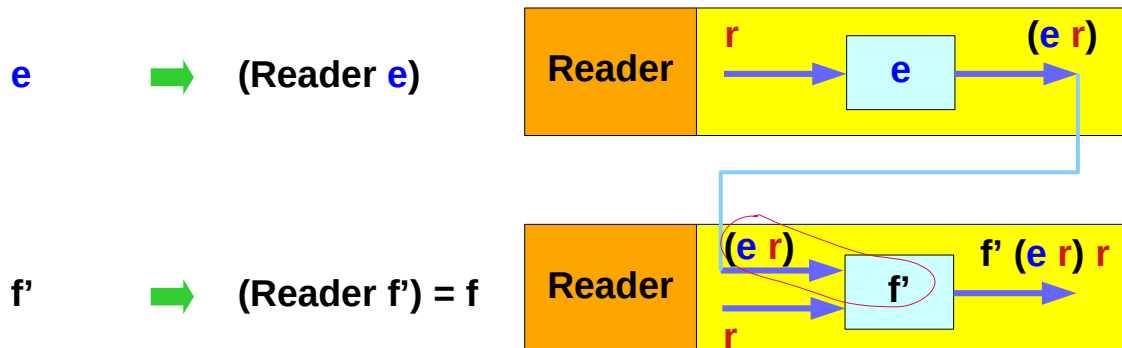 e (Reader e) Reader r e (e r)
f' (Reader f') = f Reader (e r) r f' f' (e r) r